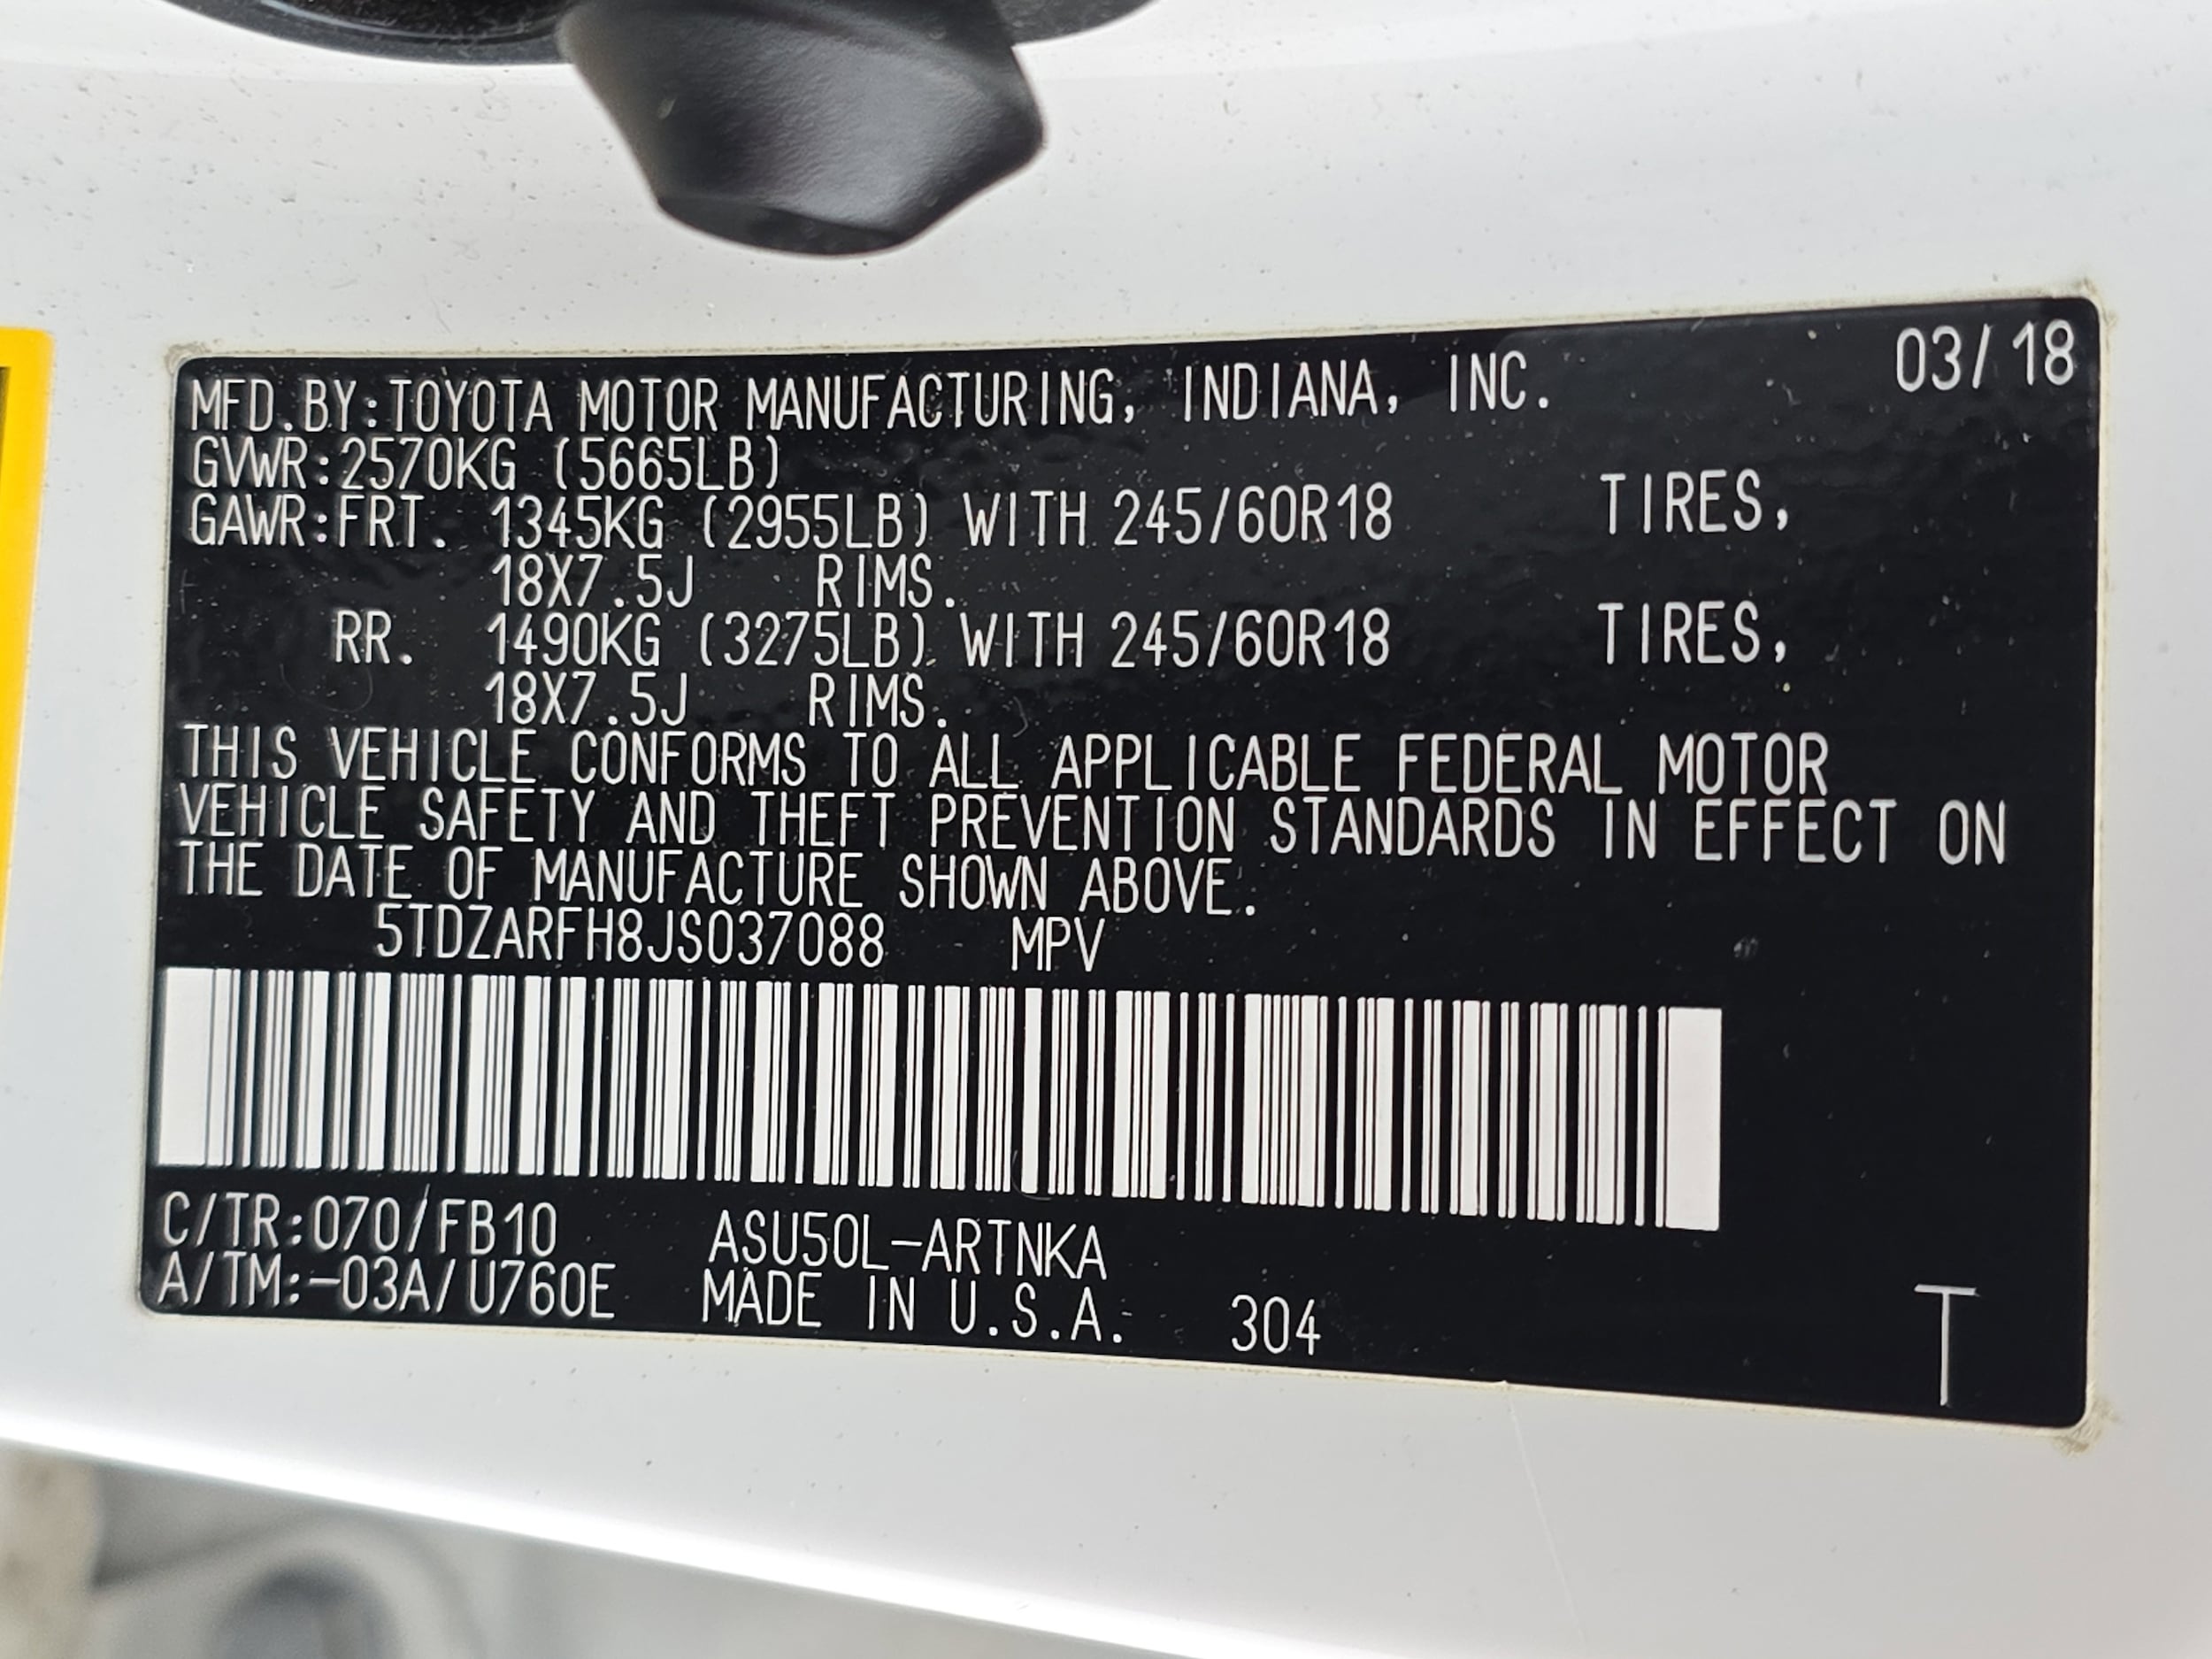 03/18
MFD.BY:TOYOTA MOTOR MANUFACTURING, INDIANA, INC.
GVWR:2570KG (5665LB)
GAWR:FRT. 1345KG (2955LB) WITH 245/60R18 TIRES,
18X7.5J RIMS.
RR. 1490KG (3275LB) WITH 245/60R18 TIRES,
18X7.5J RIMS.
THIS VEHICLE CONFORMS TO ALL APPLICABLE FEDERAL MOTOR
VEHICLE SAFETY AND THEFT PREVENTION STANDARDS IN EFFECT ON
THE DATE OF MANUFACTURE SHOWN ABOVE.
5TDZARFH8JS037088 MPV
C/TR:070/FB10 ASU50L-ARTNKA
A/TM:-03A/U760E MADE IN U.S.A. 304
T